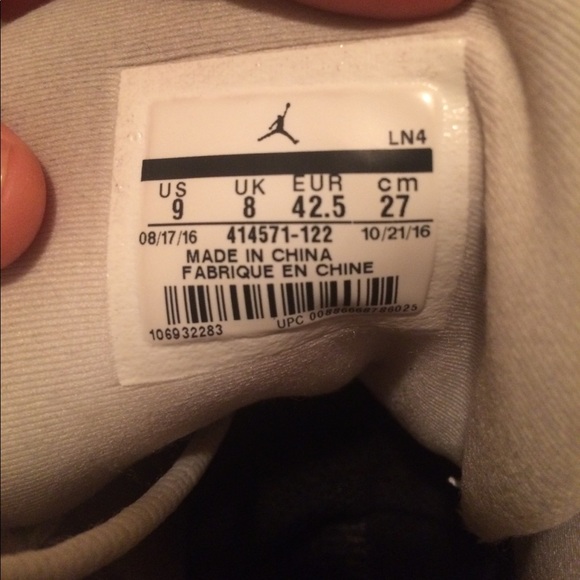 LN4
US UK EUR cm
9 8 42.5 27
08/17/16 414571-122 10/21/16
MADE IN CHINA
FABRIQUE EN CHINE
106932283 UPC